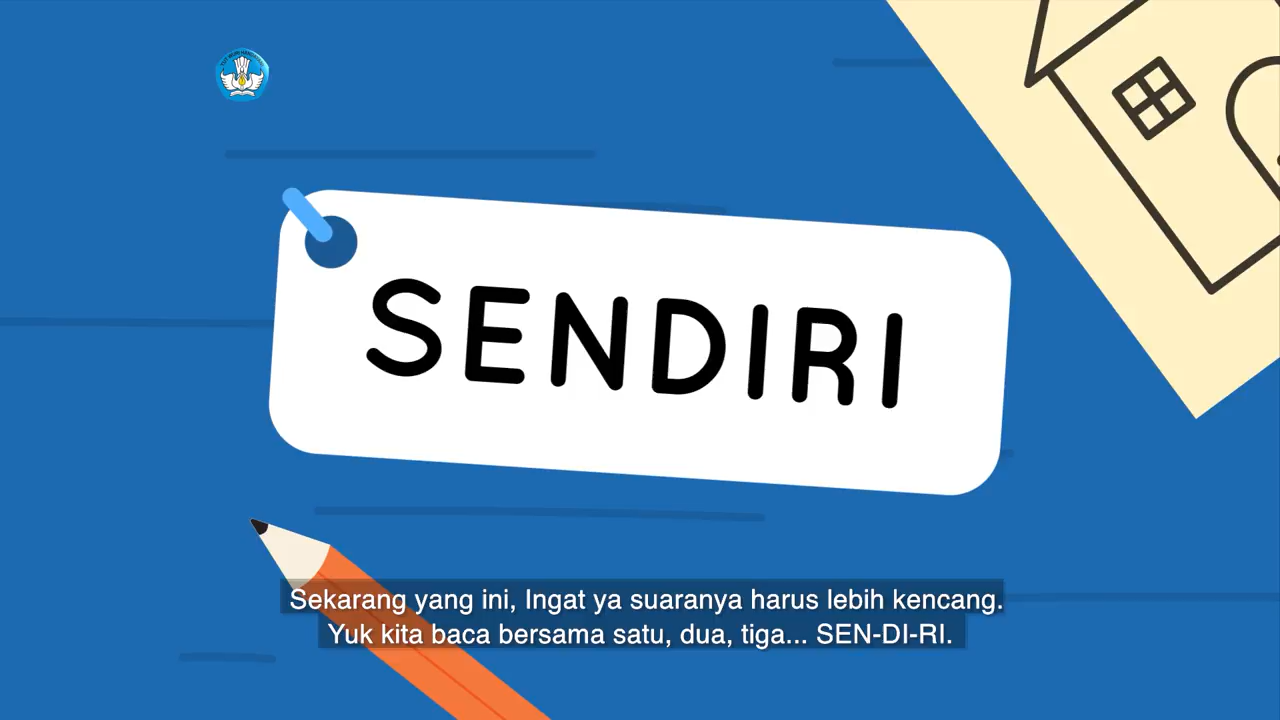 SENDIRI
Sekarang yang ini, Ingat ya suaranya harus lebih kencang.
Yuk kita baca bersama satu, dua, tiga... SEN-DI-RI.